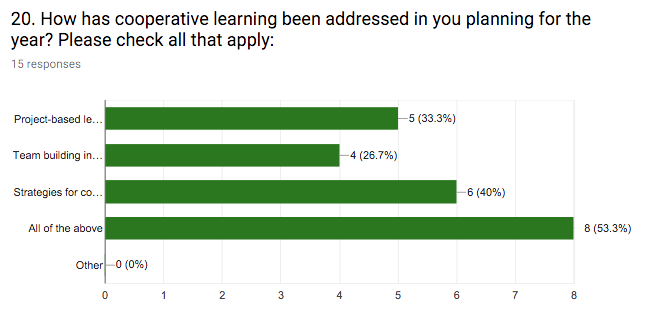 20. How has cooperative learning been addressed in you planning for the
year? Please check all that apply:
15 responses
Project-based le...
5 (33.3%)
Team building in...
4 (26.7%)
Strategies for co...
6 (40%)
All of the above
8 (53.3%)
Other
0 (0%)
0 1 2 3 4 5 6 7 8